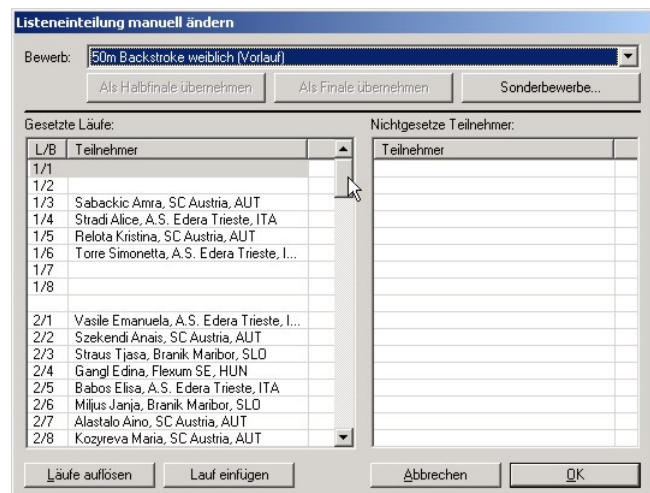 Listeneinteilung manuell ändern
Bewerb: 50m Backstroke weiblich (Vorlauf)
Als Halbfinale übernehmen Als Finale übernehmen Sonderbewerbe...
Gesetzte Läufe: Nichtgesetze Teilnehmer:
L/B Teilnehmer Teilnehmer
1/1
1/2
1/3 Sabackic Amra, SC Austria, AUT
1/4 Stradi Alice, A.S. Edera Trieste, ITA
1/5 Relota Kristina, SC Austria, AUT
1/6 Torre Simonetta, A.S. Edera Trieste, I...
1/7
1/8
2/1 Vasile Emanuela, A.S. Edera Trieste, I...
2/2 Szekendi Anais, SC Austria, AUT
2/3 Straus Tjasa, Branik Maribor, SLO
2/4 Gangl Edina, Flexum SE, HUN
2/5 Babos Elisa, A.S. Edera Trieste, ITA
2/6 Miljus Janja, Branik Maribor, SLO
2/7 Alastalo Aino, SC Austria, AUT
2/8 Kozyreva Maria, SC Austria, AUT
Läufe auflösen Lauf einfügen Abbrechen OK